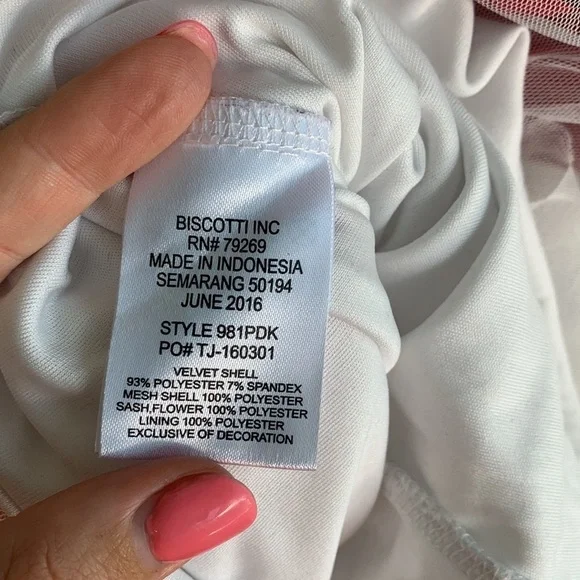 BISCOTTI INC
RN# 79269
MADE IN INDONESIA
SEMARANG 50194
JUNE 2016
STYLE 981PDK
PO# TJ-160301
VELVET SHELL
93% POLYESTER 7% SPANDEX
MESH SHELL 100% POLYESTER
SASH,FLOWER 100% POLYESTER
LINING 100% POLYESTER
EXCLUSIVE OF DECORATION